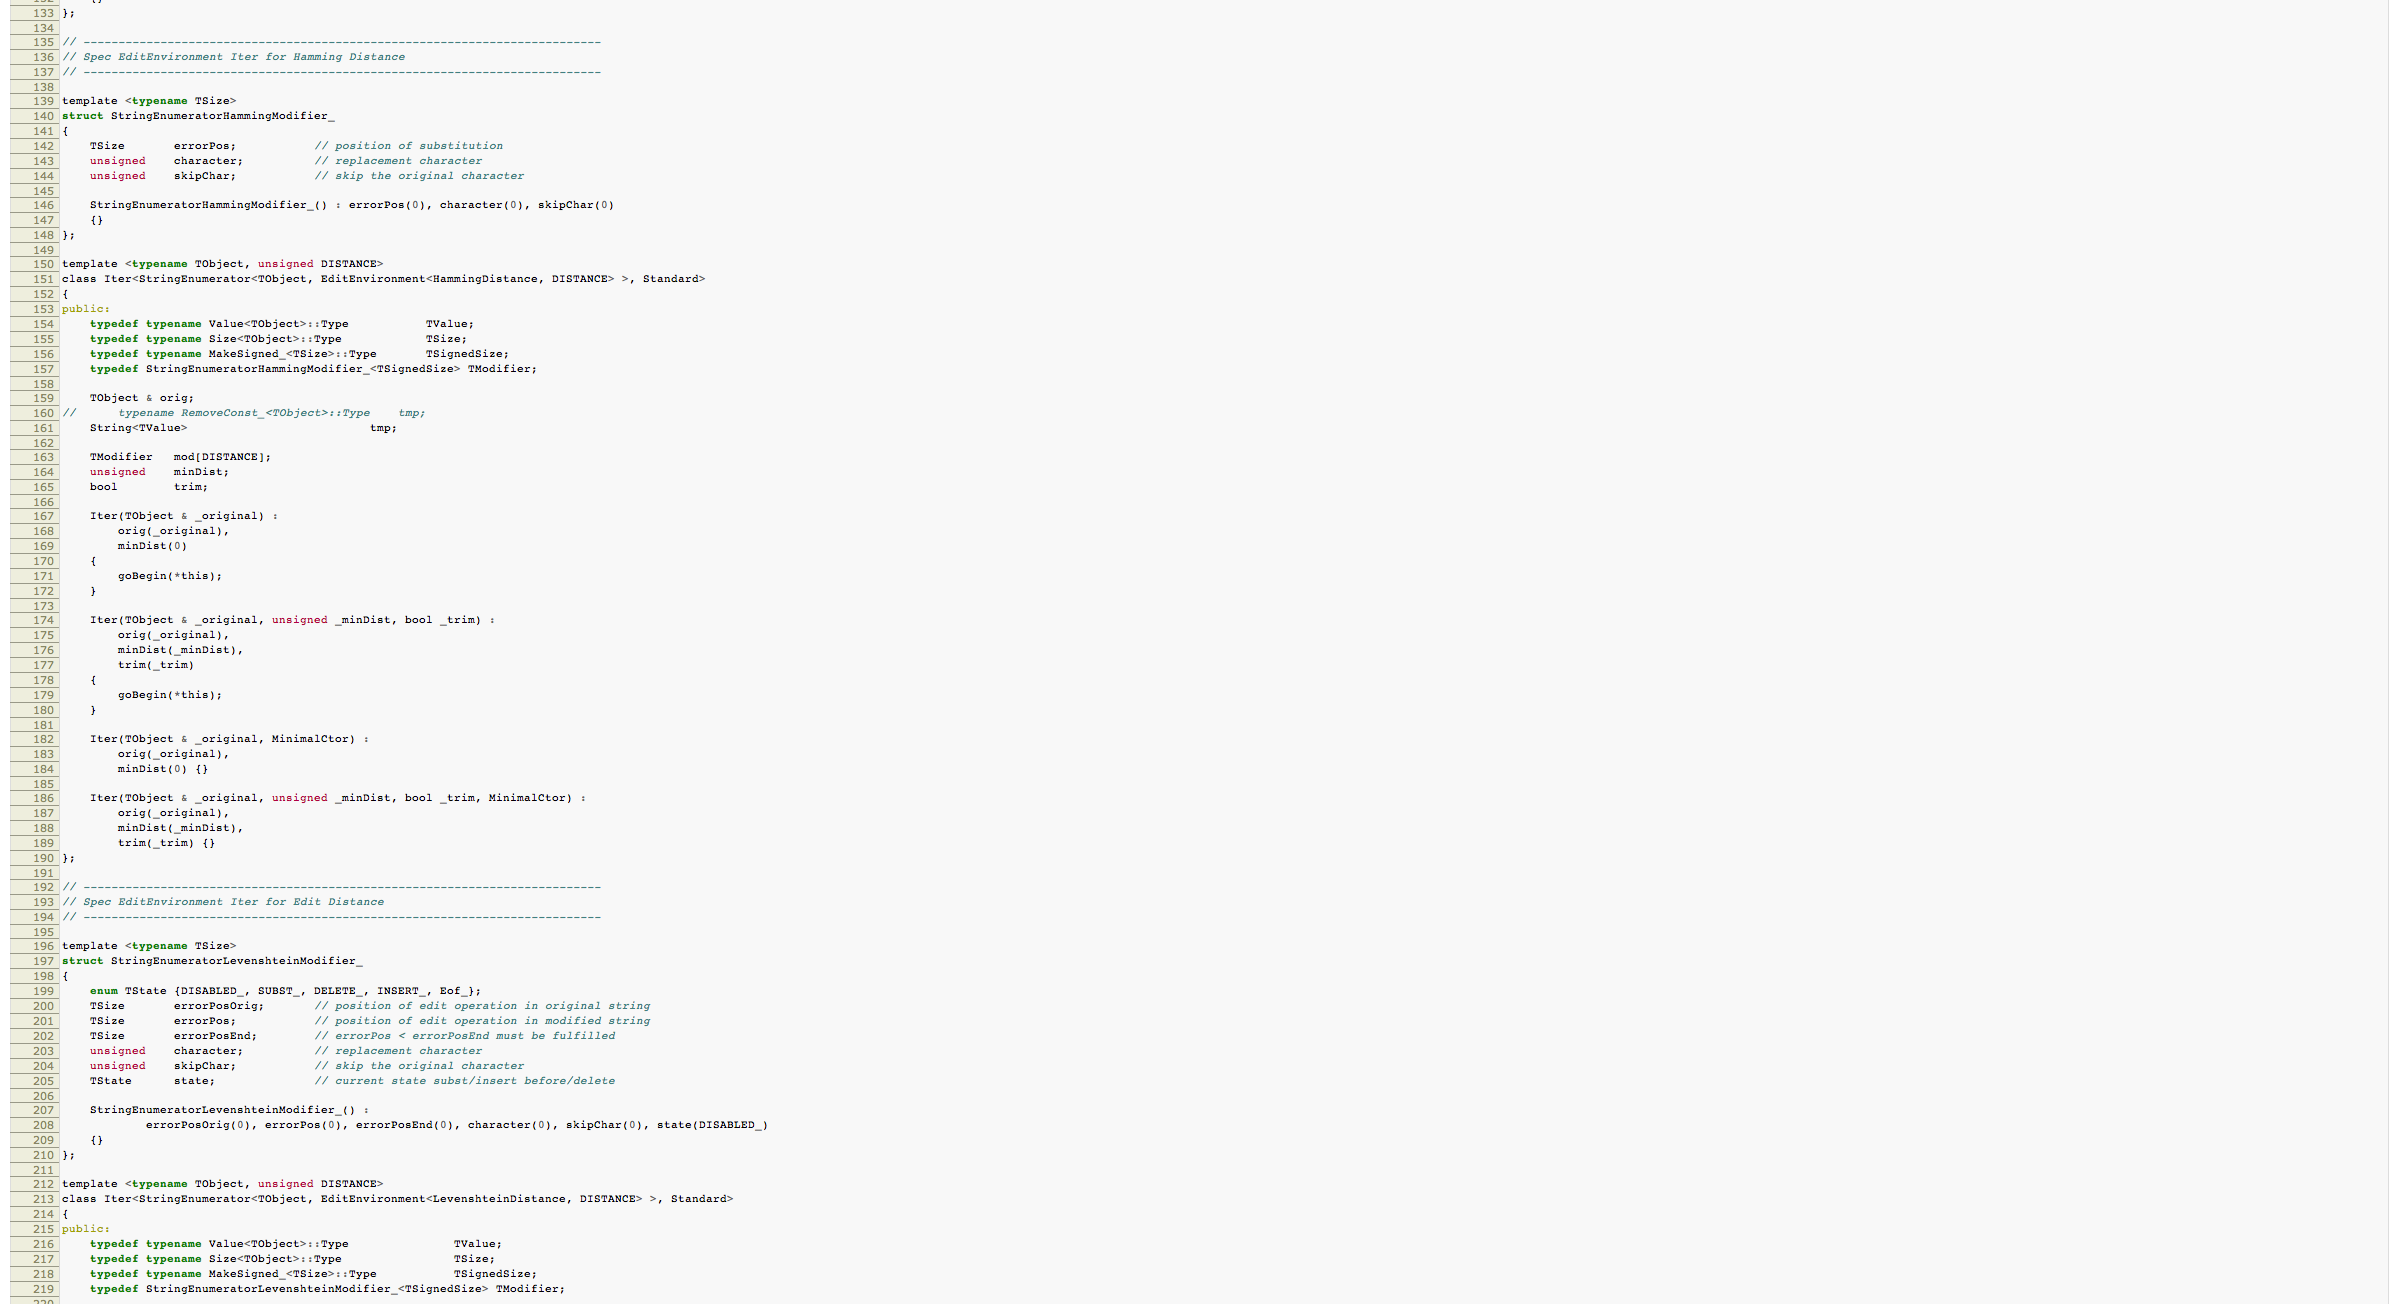 133 };
134
135 // --------------------------------------------------------------------------
136 // Spec EditEnvironment Iter for Hamming Distance
137 // --------------------------------------------------------------------------
138
139 template <typename TSize>
140 struct StringEnumeratorHammingModifier_
141 {
142     TSize       errorPos;           // position of substitution
143     unsigned    character;          // replacement character
144     unsigned    skipChar;           // skip the original character
145
146     StringEnumeratorHammingModifier_() : errorPos(0), character(0), skipChar(0)
147     {}
148 };
149
150 template <typename TObject, unsigned DISTANCE>
151 class Iter<StringEnumerator<TObject, EditEnvironment<HammingDistance, DISTANCE> >, Standard>
152 {
153 public:
154     typedef typename Value<TObject>::Type           TValue;
155     typedef typename Size<TObject>::Type            TSize;
156     typedef typename MakeSigned_<TSize>::Type       TSignedSize;
157     typedef StringEnumeratorHammingModifier_<TSignedSize> TModifier;
158
159     TObject & orig;
160 //      typename RemoveConst_<TObject>::Type    tmp;
161     String<TValue>                          tmp;
162
163     TModifier   mod[DISTANCE];
164     unsigned    minDist;
165     bool        trim;
166
167     Iter(TObject & _original) :
168         orig(_original),
169         minDist(0)
170     {
171         goBegin(*this);
172     }
173
174     Iter(TObject & _original, unsigned _minDist, bool _trim) :
175         orig(_original),
176         minDist(_minDist),
177         trim(_trim)
178     {
179         goBegin(*this);
180     }
181
182     Iter(TObject & _original, MinimalCtor) :
183         orig(_original),
184         minDist(0) {}
185
186     Iter(TObject & _original, unsigned _minDist, bool _trim, MinimalCtor) :
187         orig(_original),
188         minDist(_minDist),
189         trim(_trim) {}
190 };
191
192 // --------------------------------------------------------------------------
193 // Spec EditEnvironment Iter for Edit Distance
194 // --------------------------------------------------------------------------
195
196 template <typename TSize>
197 struct StringEnumeratorLevenshteinModifier_
198 {
199     enum TState {DISABLED_, SUBST_, DELETE_, INSERT_, Eof_};
200     TSize       errorPosOrig;       // position of edit operation in original string
201     TSize       errorPos;           // position of edit operation in modified string
202     TSize       errorPosEnd;        // errorPos < errorPosEnd must be fulfilled
203     unsigned    character;          // replacement character
204     unsigned    skipChar;           // skip the original character
205     TState      state;              // current state subst/insert before/delete
206
207     StringEnumeratorLevenshteinModifier_() :
208             errorPosOrig(0), errorPos(0), errorPosEnd(0), character(0), skipChar(0), state(DISABLED_)
209     {}
210 };
211
212 template <typename TObject, unsigned DISTANCE>
213 class Iter<StringEnumerator<TObject, EditEnvironment<LevenshteinDistance, DISTANCE> >, Standard>
214 {
215 public:
216     typedef typename Value<TObject>::Type               TValue;
217     typedef typename Size<TObject>::Type                TSize;
218     typedef typename MakeSigned_<TSize>::Type           TSignedSize;
219     typedef StringEnumeratorLevenshteinModifier_<TSignedSize> TModifier;